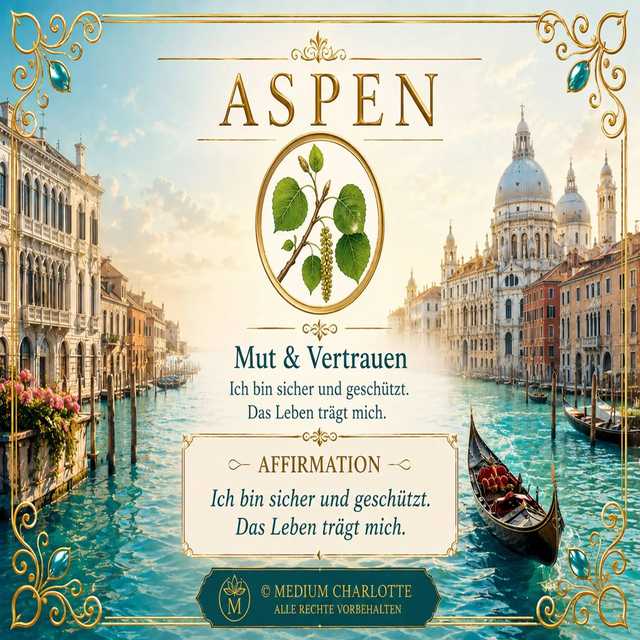 ASPEN
Mut & Vertrauen
Ich bin sicher und geschützt.
Das Leben trägt mich.
AFFIRMATION
Ich bin sicher und geschützt.
Das Leben trägt mich.
M
© MEDIUM CHARLOTTE
ALLE RECHTE VORBEHALTEN